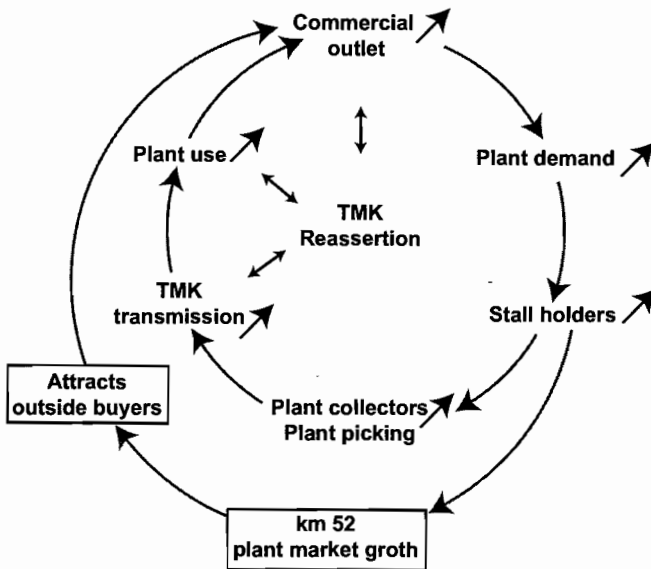 Commercial
outlet
Plant use
Plant demand
TMK
Reassertion
TMK
transmission
Stall holders
Attracts
outside buyers
Plant collectors
Plant picking
km 52
plant market groth